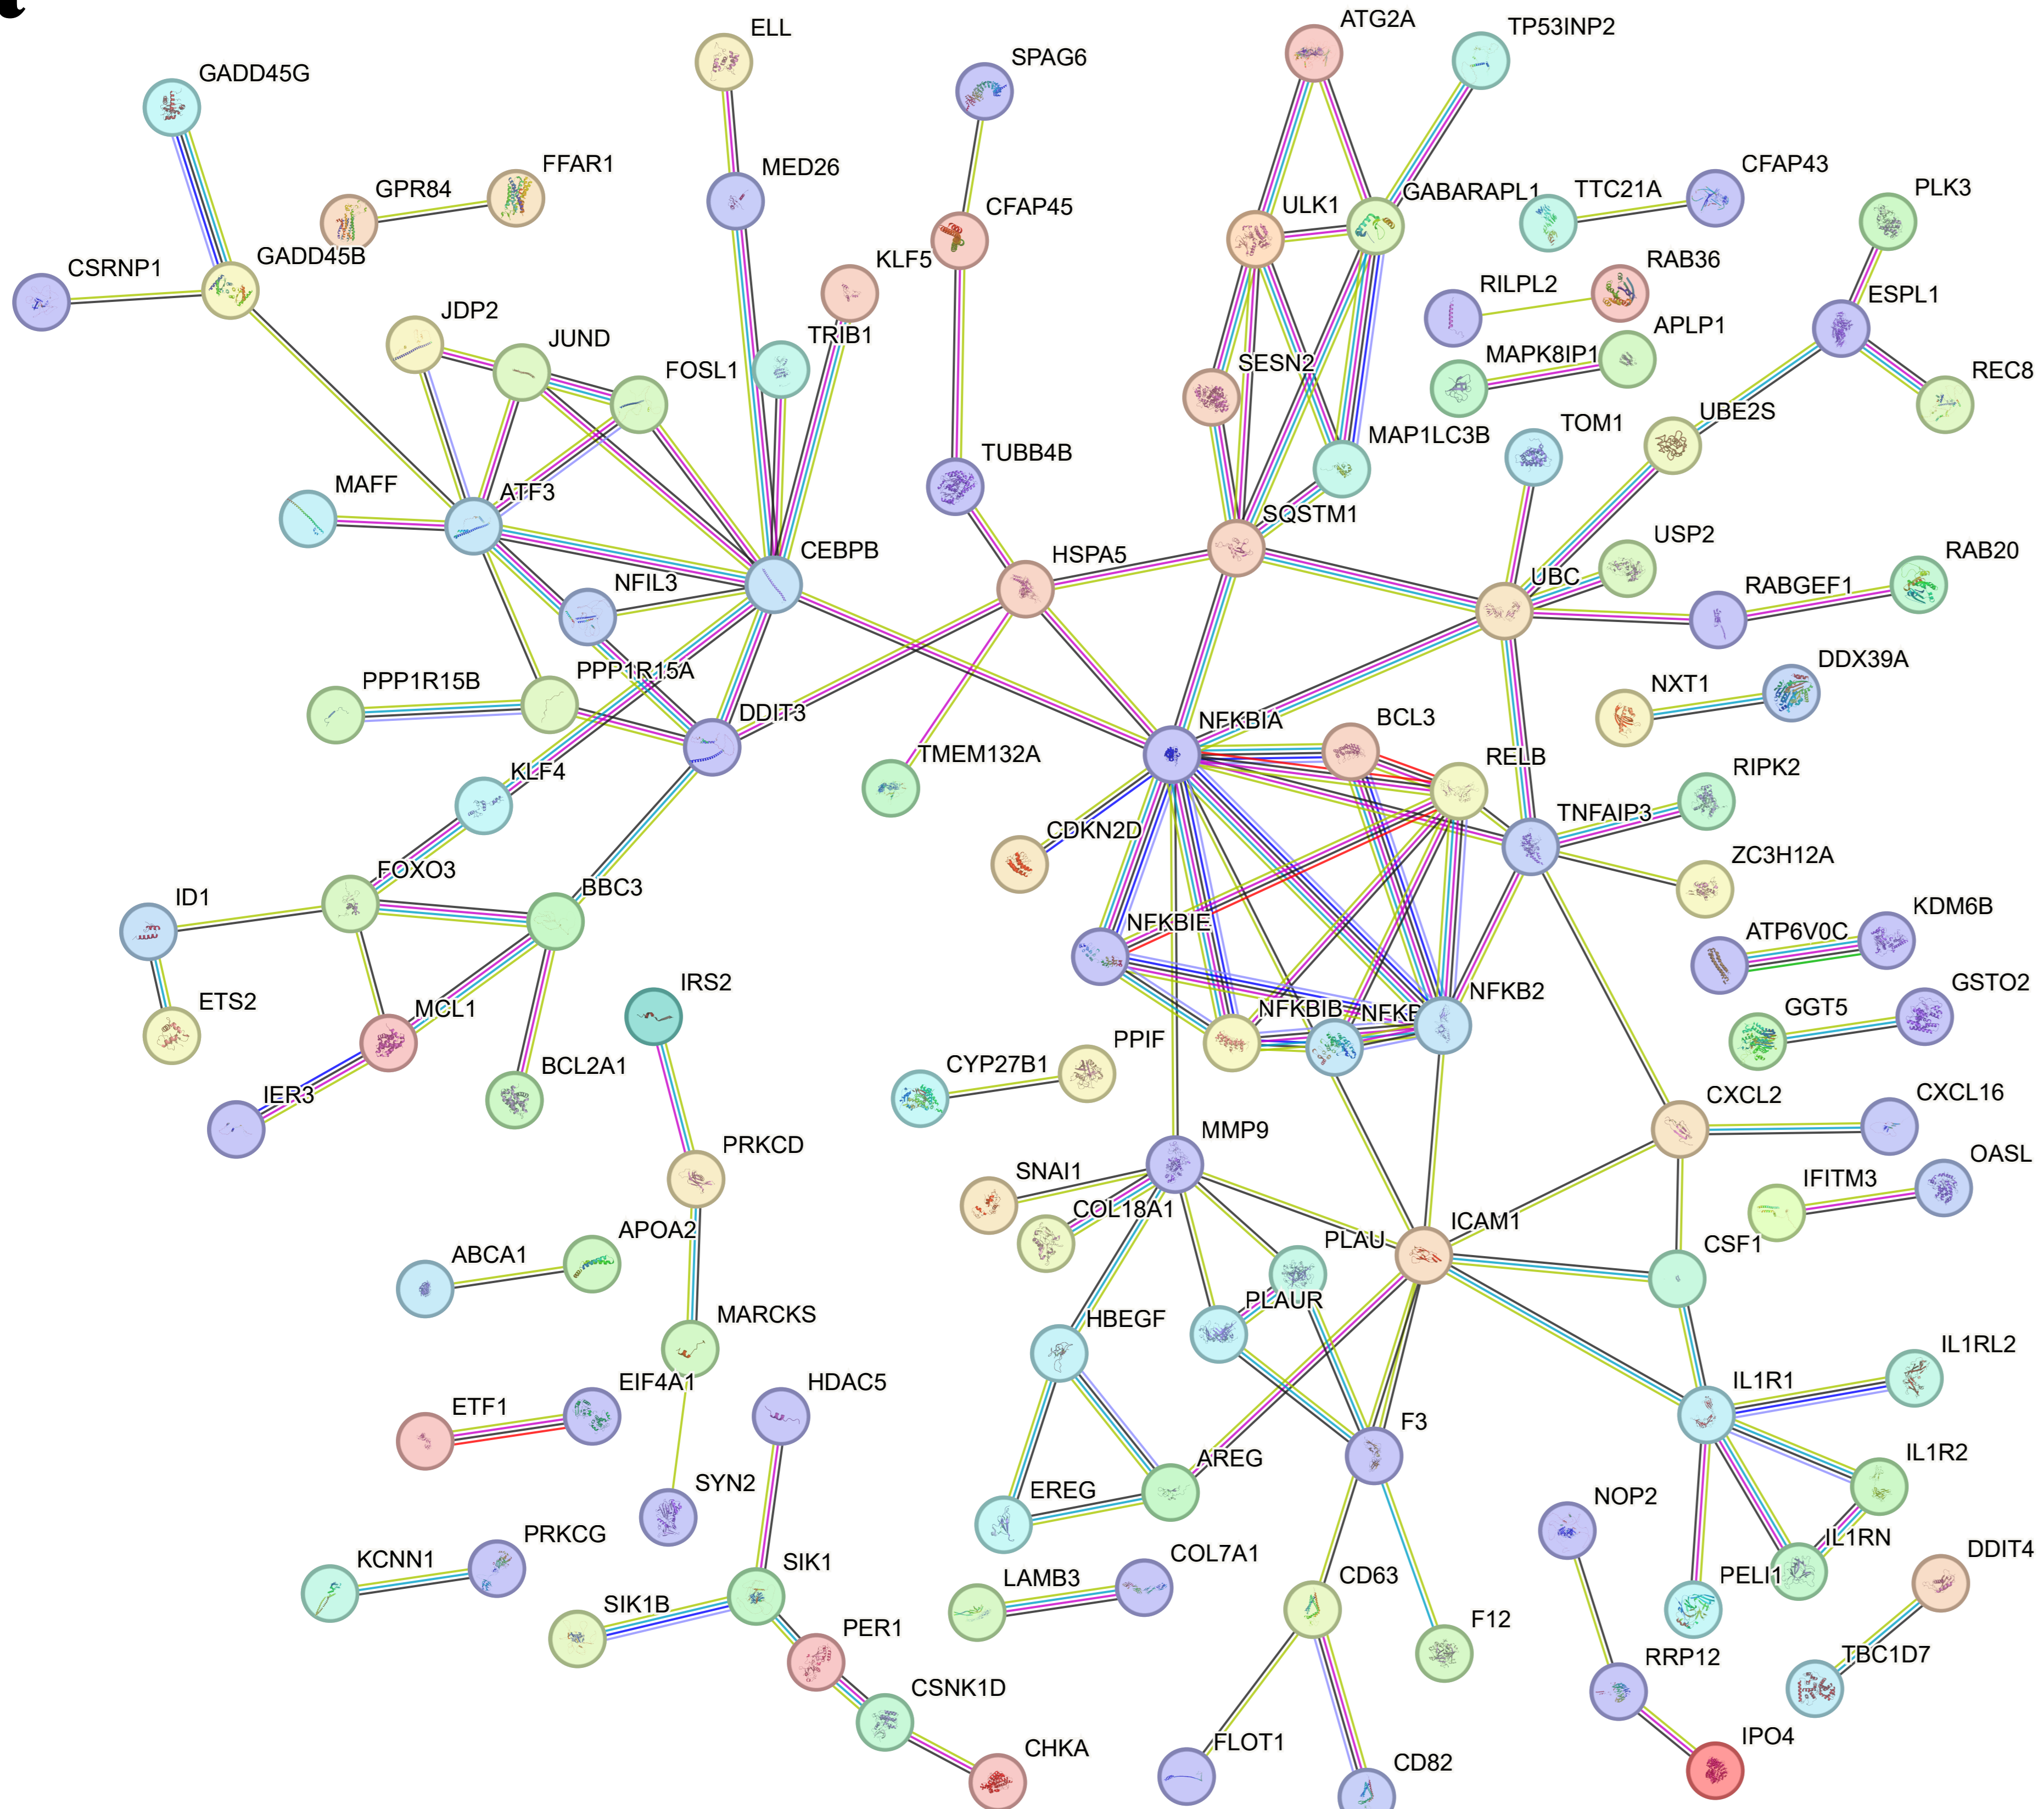 ATG2A
TP53INP2
ELL
SPAG6
GADD45G
FFAR1
GPR84
MED26
CFAP45
ULK1
GABARAPL1
TTC21A
CFAP43
PLK3
CSRNP1
GADD45B
KLF5
RILPL2
RAB36
ESPL1
JDP2
JUND
FOSL1
TRIB1
SESN2
MAPK8IP1
APLP1
REC8
UBE2S
TOM1
MAP1LC3B
TUBB4B
MAFF
ATF3
SQSTM1
CEBPB
HSPA5
USP2
RAB20
NFIL3
UBC
RABGEF1
PPP1R15B
PPP1R15A
DDIT3
NXT1
DDX39A
NFKBIA
BCL3
RELB
TMEM132A
KLF4
RIPK2
TNFAIP3
CDKN2D
ZC3H12A
FOXO3
BBC3
ID1
NFKBIE
ATP6V0C
KDM6B
IRS2
NFKB2
ETS2
MCL1
NFKBIB
GGT5
GSTO2
BCL2A1
PPIF
CYP27B1
IER3
CXCL2
CXCL16
PRKCD
MMP9
SNAI1
COL18A1
OASL
IFITM3
ICAM1
PLAU
CSF1
ABCA1
APOA2
MARCKS
PLAUR
HBEGF
IL1RL2
EIF4A1
HDAC5
IL1R1
ETF1
F3
AREG
IL1R2
SYN2
EREG
NOP2
PRKCG
KCNN1
SIK1
COL7A1
LAMB3
CD63
IL1RN
DDIT4
PELI1
SIK1B
PER1
F12
RRP12
TBC1D7
CSNK1D
CHKA
FLOT1
CD82
IPO4